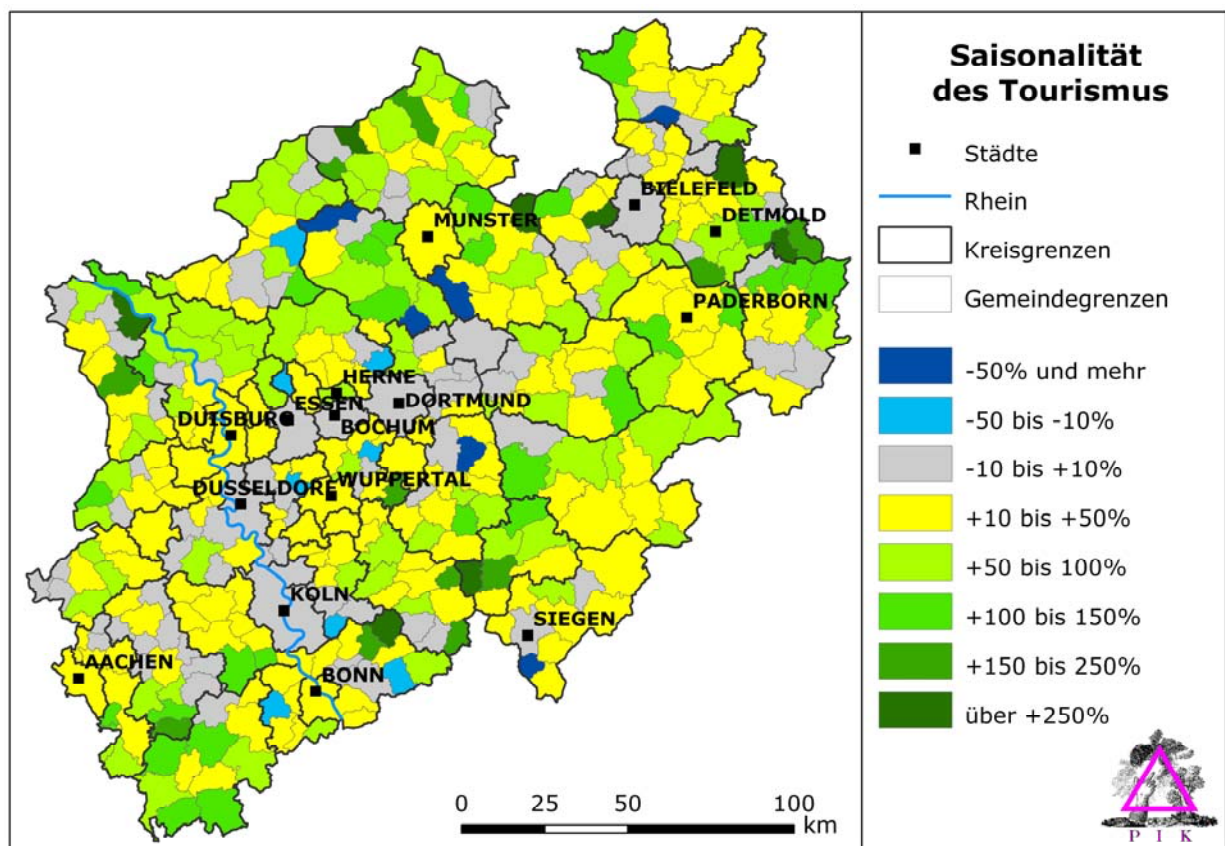 Saisonalität
des Tourismus
Städte
Rhein
Kreisgrenzen
Gemeindegrenzen
-50% und mehr
-50 bis -10%
-10 bis +10%
+10 bis +50%
+50 bis 100%
+100 bis 150%
+150 bis 250%
über +250%
P I K
BIELEFELD
MUNSTER
DETMOLD
PADERBORN
HERNE
ESSEN
DORTMUND
DUISBURG
BOCHUM
WUPPERTAL
DUSSELDORF
KOLN
SIEGEN
AACHEN
BONN
0 25 50 100
km